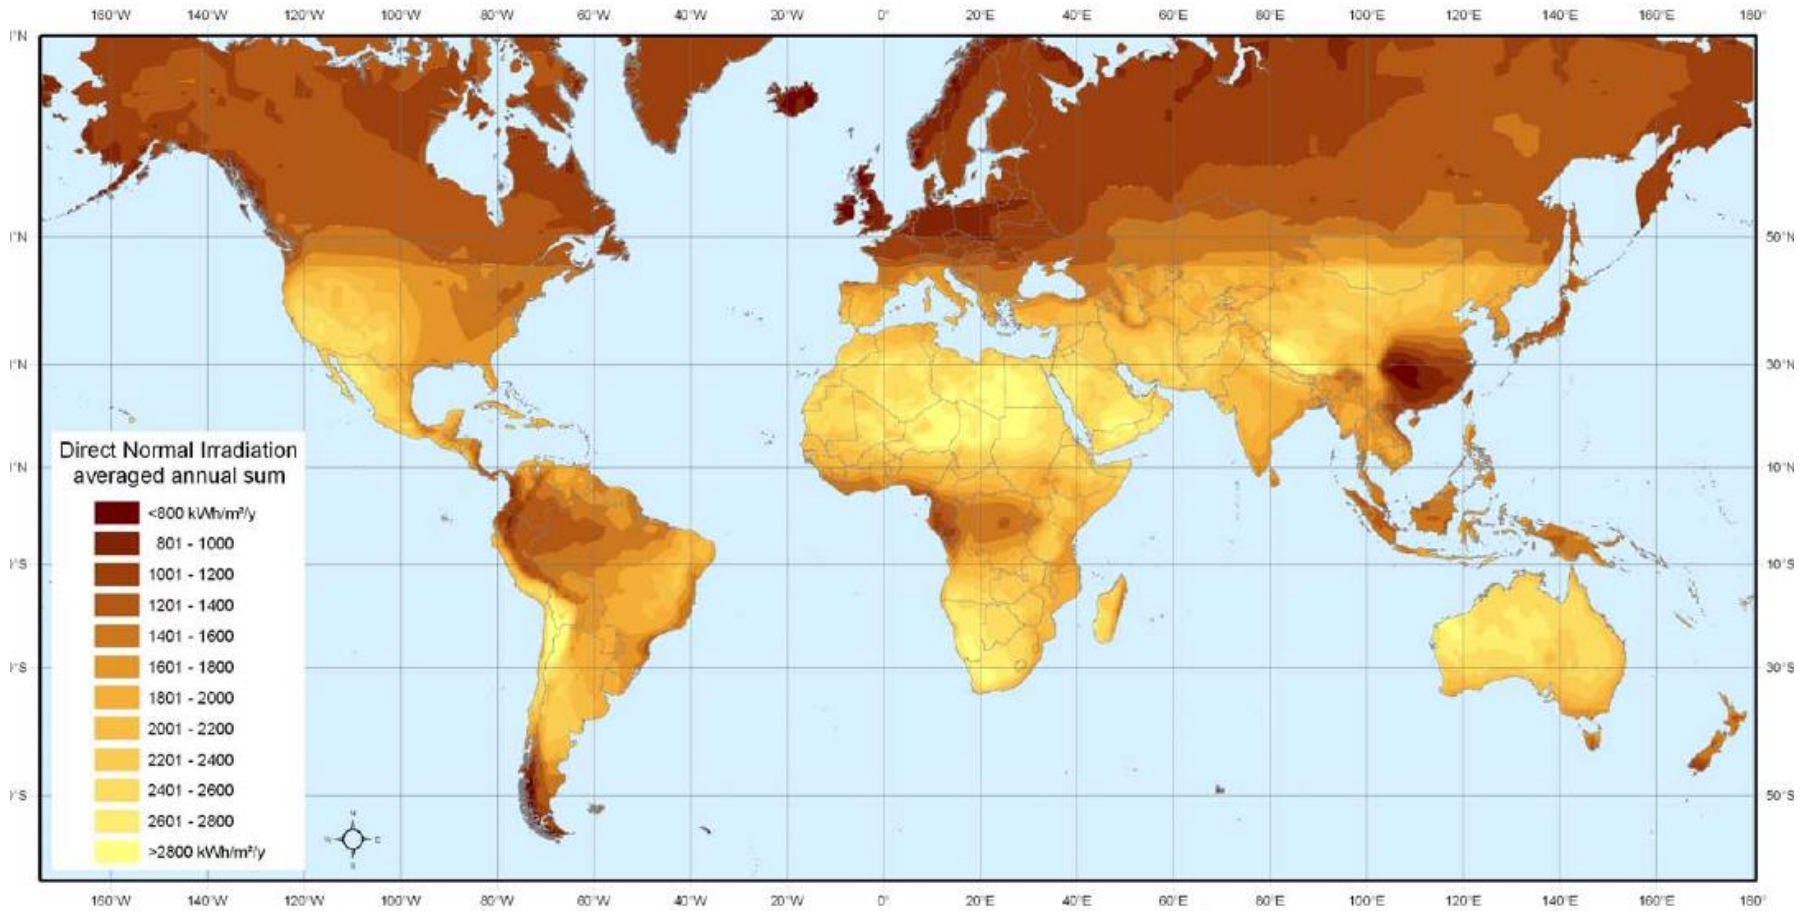 160°W 140°W 120°W 100°W 80°W 60°W 40°W 20°W 0° 20°E 40°E 60°E 80°E 100°E 120°E 140°E 160°E 180°
50°N
30°N
10°N
10°S
30°S
50°S
Direct Normal Irradiation
averaged annual sum
<800 kWh/m²/y
801 - 1000
1001 - 1200
1201 - 1400
1401 - 1600
1601 - 1800
1801 - 2000
2001 - 2200
2201 - 2400
2401 - 2600
2601 - 2800
>2800 kWh/m²/y
N
W E
S
160°W 140°W 120°W 100°W 80°W 60°W 40°W 20°W 0° 20°E 40°E 60°E 80°E 100°E 120°E 140°E 160°E 180°